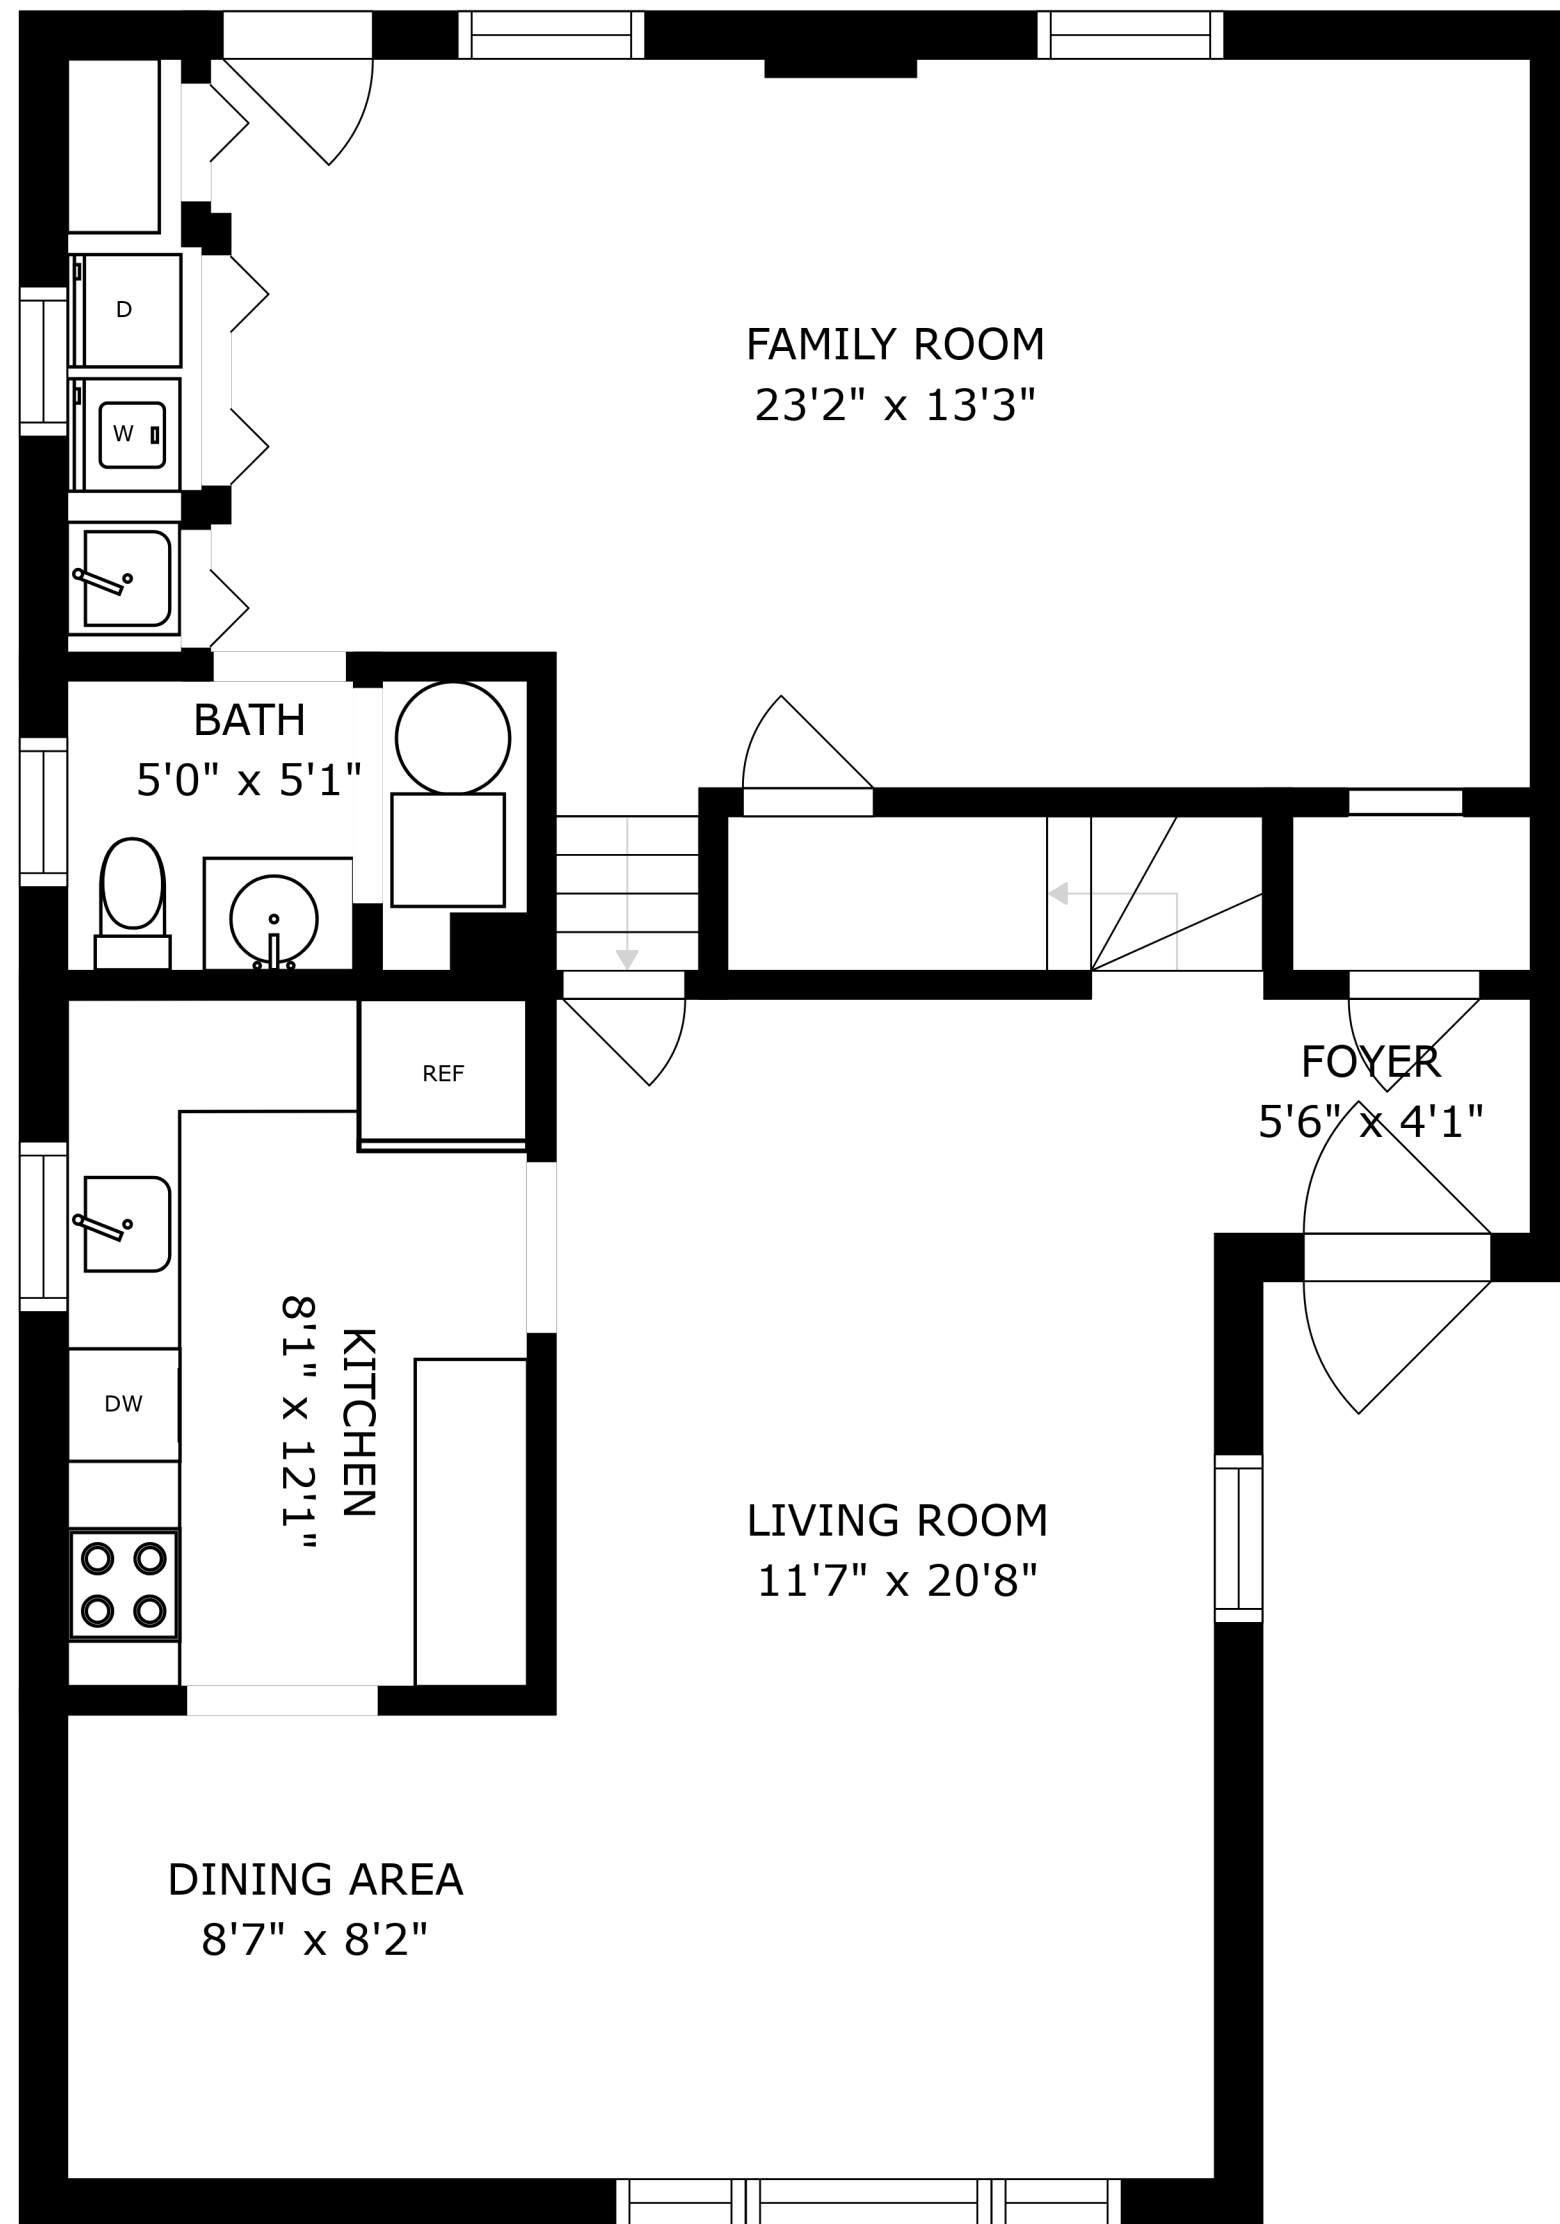 D
FAMILY ROOM
23'2" x 13'3"
W
BATH
5'0" x 5'1"
FOYER
5'6" x 4'1"
REF
KITCHEN
8'1" x 12'1"
DW
LIVING ROOM
11'7" x 20'8"
DINING AREA
8'7" x 8'2"